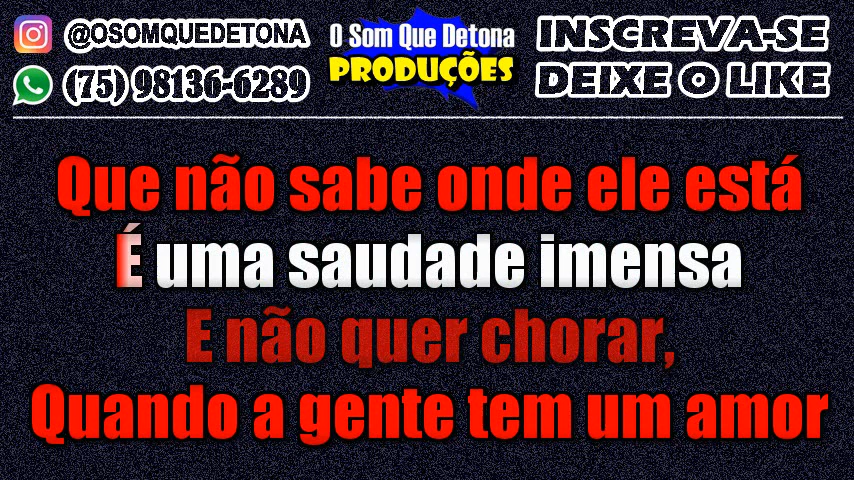 @OSOMQUEDETONA
(75) 98136-6289
O Som Que Detona
PRODUÇÕES
INSCREVA-SE
DEIXE O LIKE
Que não sabe onde ele está
É uma saudade imensa
E não quer chorar,
Quando a gente tem um amor